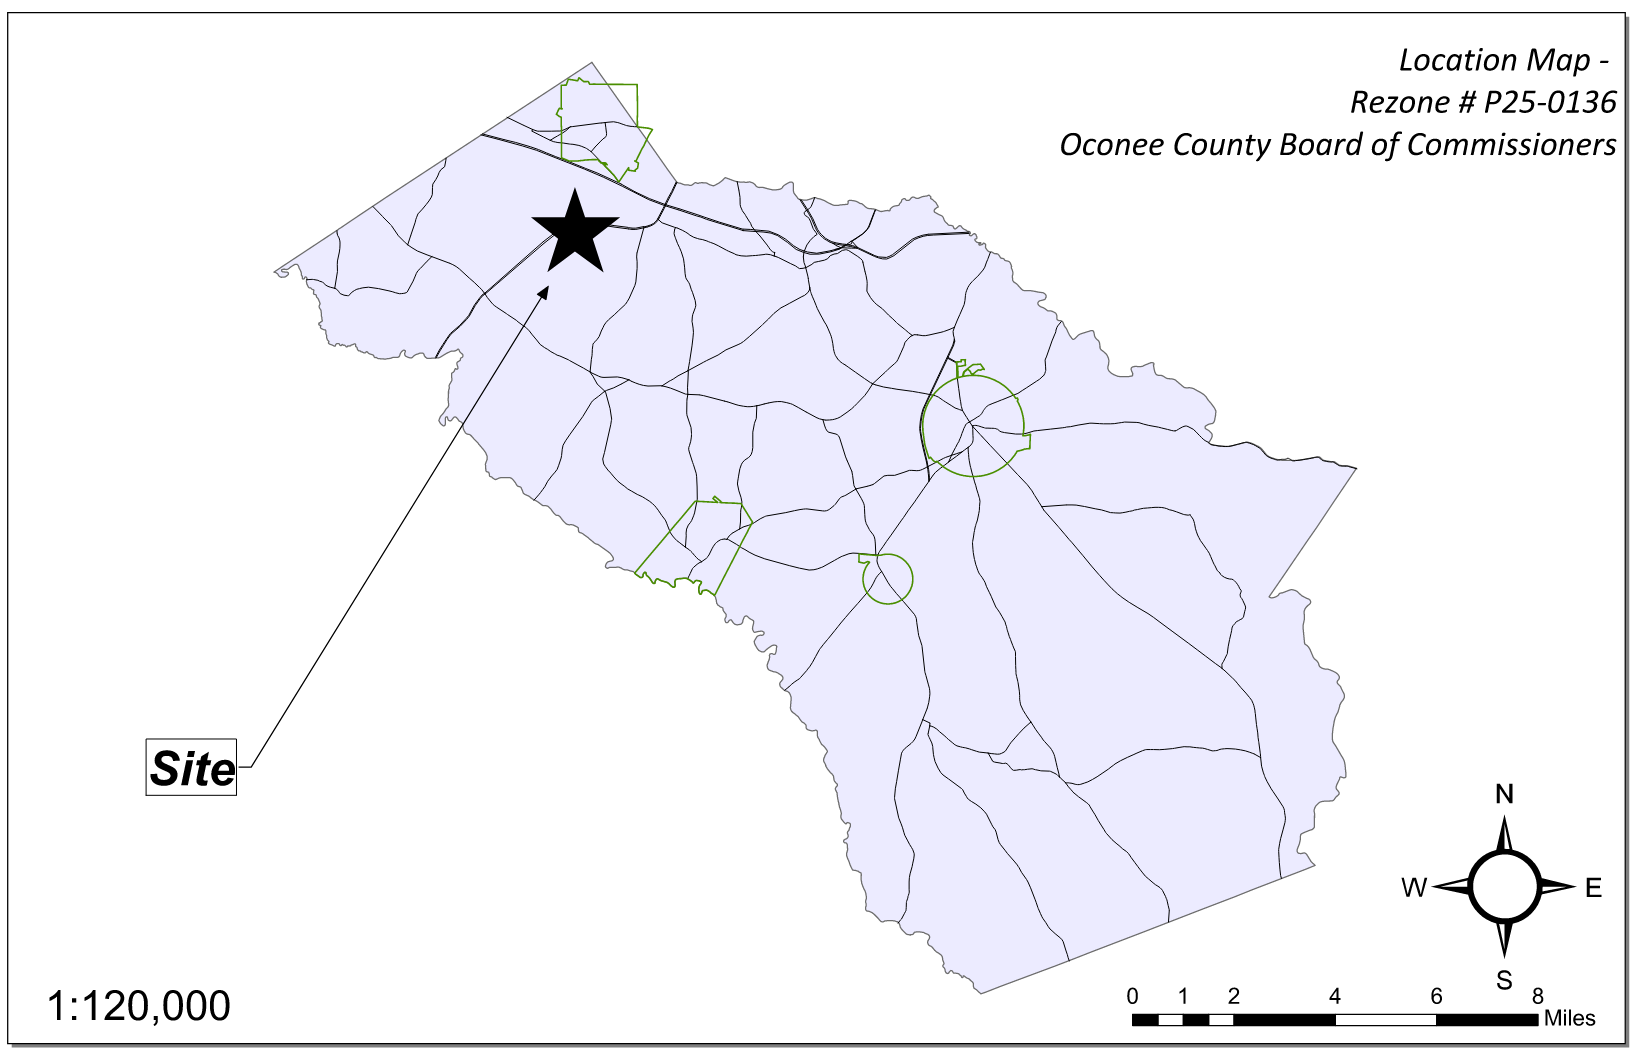 Location Map -
Rezone # P25-0136
Oconee County Board of Commissioners
Site
N
W E
S
1:120,000
0 1 2 4 6 8
Miles